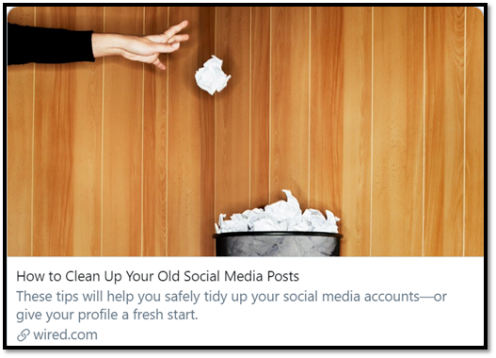 How to Clean Up Your Old Social Media Posts
These tips will help you safely tidy up your social media accounts—or
give your profile a fresh start.
wired.com